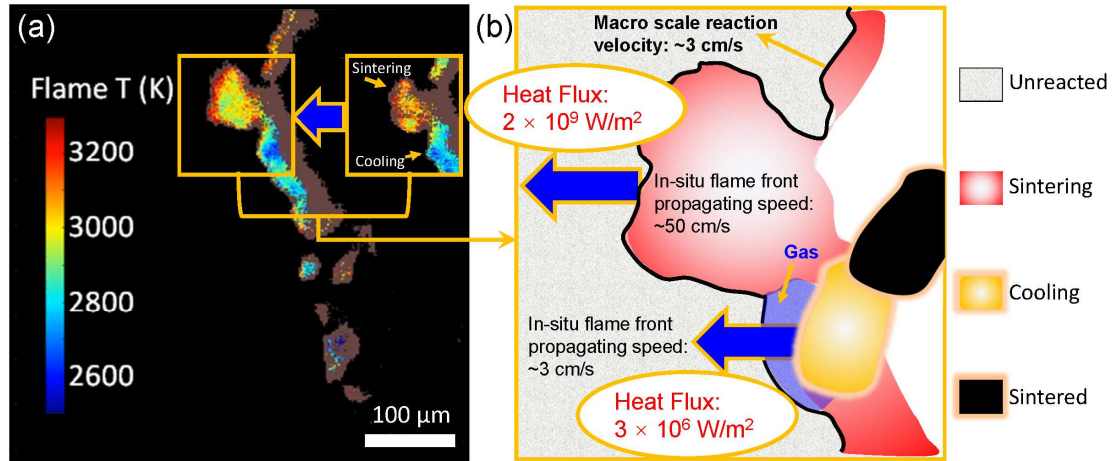 (a)
Flame T (K)
3200
3000
2800
2600
Sintering
Cooling
100 µm
(b)
Macro scale reaction
velocity: ~3 cm/s
Heat Flux:
2 × 10⁹ W/m²
In-situ flame front
propagating speed:
~50 cm/s
Gas
In-situ flame front
propagating speed:
~3 cm/s
Heat Flux:
3 × 10⁶ W/m²
Unreacted
Sintering
Cooling
Sintered